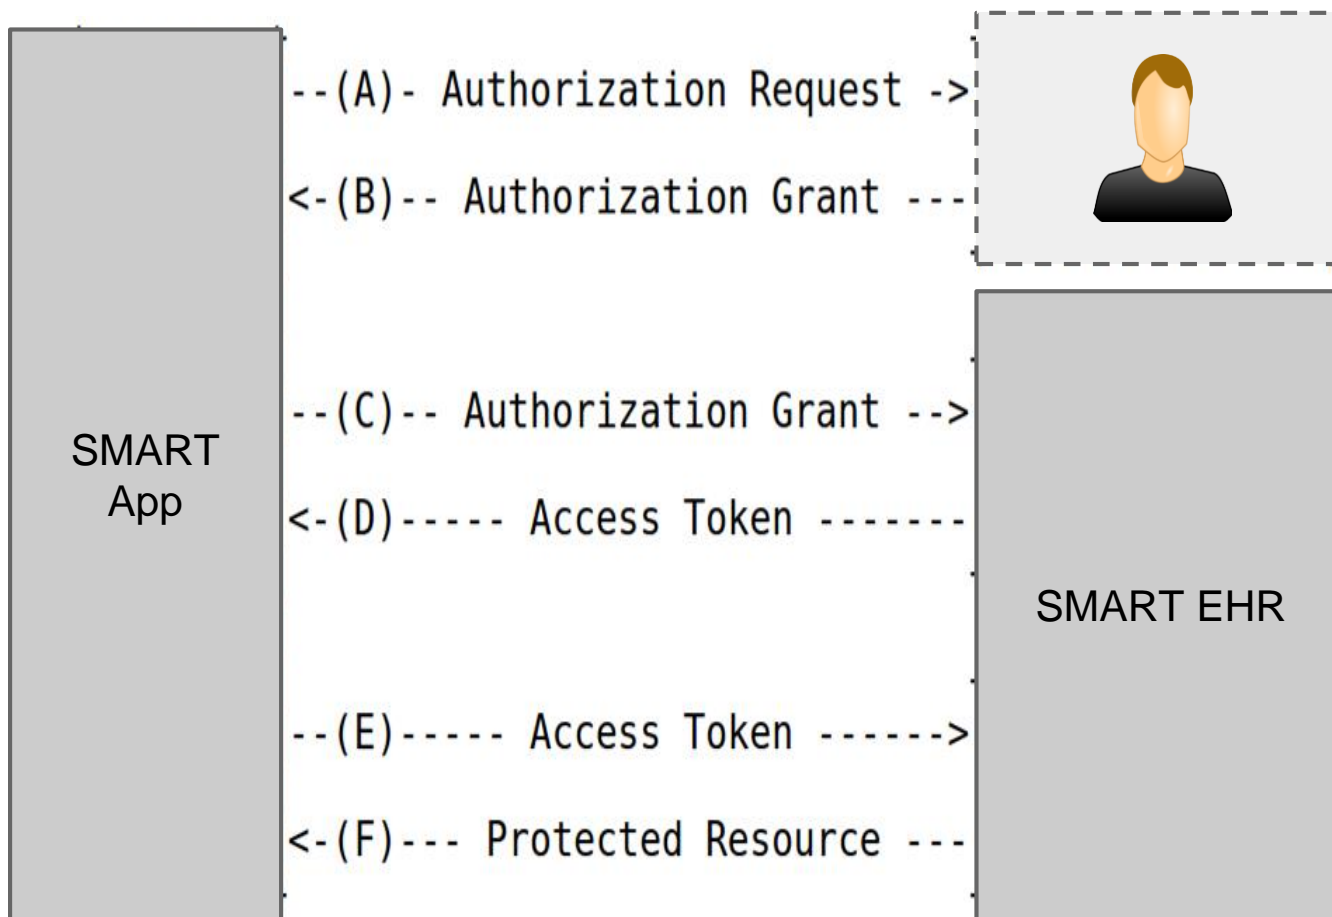 --(A)- Authorization Request ->
<-(B)-- Authorization Grant ---
--(C)-- Authorization Grant -->
SMART
App
<-(D)----- Access Token -------
SMART EHR
--(E)----- Access Token ------>
<-(F)--- Protected Resource ---